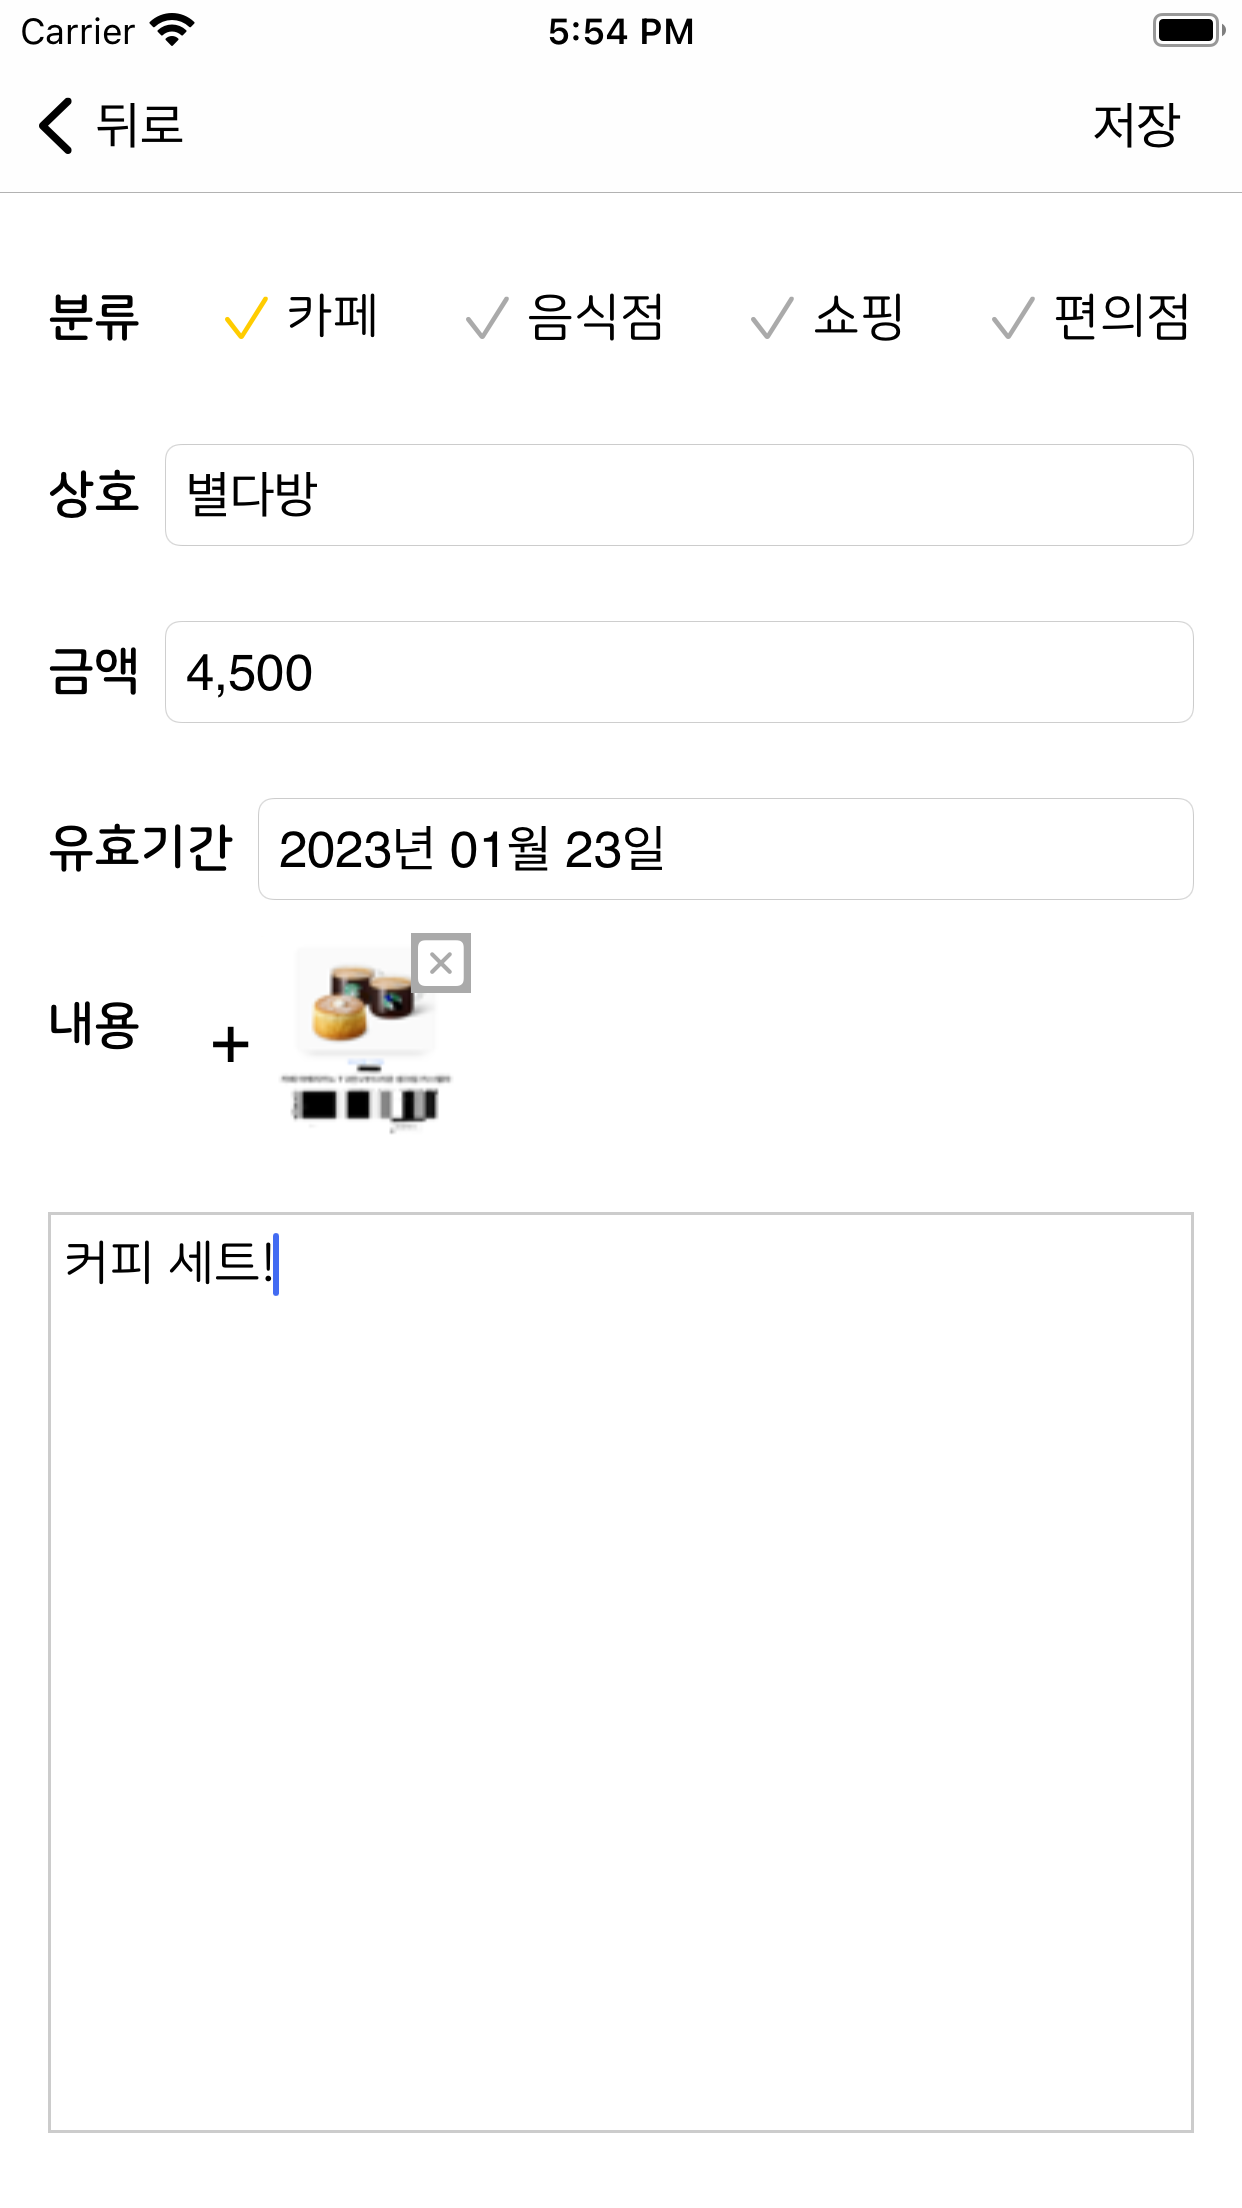 Carrier 5:54 PM
뒤로 저장
분류 카페 음식점 쇼핑 편의점
상호 별다방
금액 4,500
유효기간 2023년 01월 23일
내용 +
커피 세트!